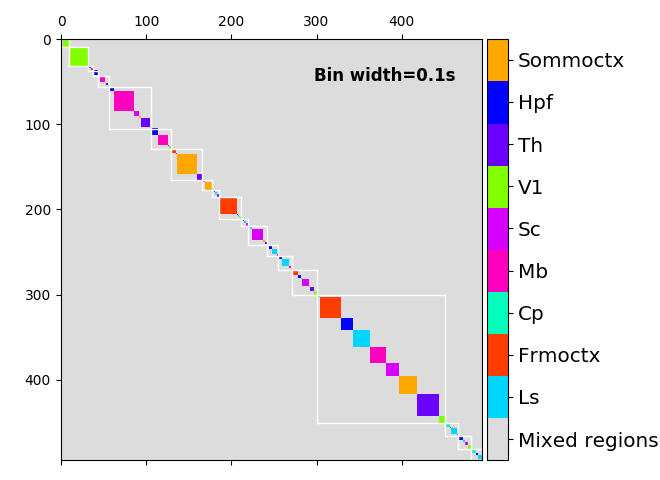 0 100 200 300 400
0
100
200
300
400
Bin width=0.1s
Sommoctx
Hpf
Th
V1
Sc
Mb
Cp
Frmoctx
Ls
Mixed regions